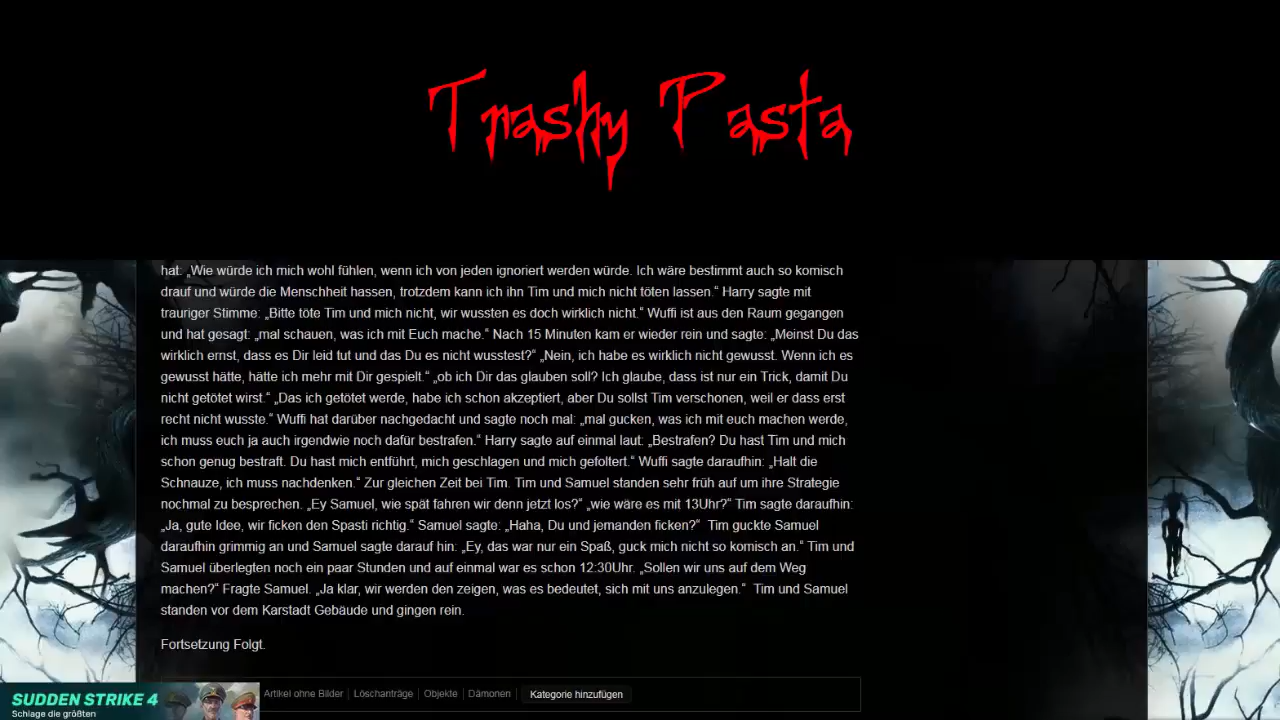 Trashy Pasta
hat: „Wie würde ich mich wohl fühlen, wenn ich von jeden ignoriert werden würde. Ich wäre bestimmt auch so komisch
drauf und würde die Menschheit hassen, trotzdem kann ich ihn Tim und mich nicht töten lassen.“ Harry sagte mit
trauriger Stimme: „Bitte töte Tim und mich nicht, wir wussten es doch wirklich nicht.“ Wuffi ist aus den Raum gegangen
und hat gesagt: „mal schauen, was ich mit Euch mache.“ Nach 15 Minuten kam er wieder rein und sagte: „Meinst Du das
wirklich ernst, dass es Dir leid tut und das Du es nicht wusstest?“ „Nein, ich habe es wirklich nicht gewusst. Wenn ich es
gewusst hätte, hätte ich mehr mit Dir gespielt.“ „ob ich Dir das glauben soll? Ich glaube, dass ist nur ein Trick, damit Du
nicht getötet wirst.“ „Das ich getötet werde, habe ich schon akzeptiert, aber Du sollst Tim verschonen, weil er dass erst
recht nicht wusste.“ Wuffi hat darüber nachgedacht und sagte noch mal: „mal gucken, was ich mit euch machen werde,
ich muss euch ja auch irgendwie noch dafür bestrafen.“ Harry sagte auf einmal laut: „Bestrafen? Du hast Tim und mich
schon genug bestraft. Du hast mich entführt, mich geschlagen und mich gefoltert.“ Wuffi sagte daraufhin: „Halt die
Schnauze, ich muss nachdenken.“ Zur gleichen Zeit bei Tim. Tim und Samuel standen sehr früh auf um ihre Strategie
nochmal zu besprechen. „Ey Samuel, wie spät fahren wir denn jetzt los?“ „wie wäre es mit 13Uhr?“ Tim sagte daraufhin:
„Ja, gute Idee, wir ficken den Spasti richtig.“ Samuel sagte: „Haha, Du und jemanden ficken?“ Tim guckte Samuel
daraufhin grimmig an und Samuel sagte darauf hin: „Ey, das war nur ein Spaß, guck mich nicht so komisch an.“ Tim und
Samuel überlegten noch ein paar Stunden und auf einmal war es schon 12:30Uhr. „Sollen wir uns auf dem Weg
machen?“ Fragte Samuel. „Ja klar, wir werden den zeigen, was es bedeutet, sich mit uns anzulegen.“ Tim und Samuel
standen vor dem Karstadt Gebäude und gingen rein.
Fortsetzung Folgt.
Artikel ohne Bilder Löschanträge Objekte Dämonen Kategorie hinzufügen
SUDDEN STRIKE 4
Schlage die größten